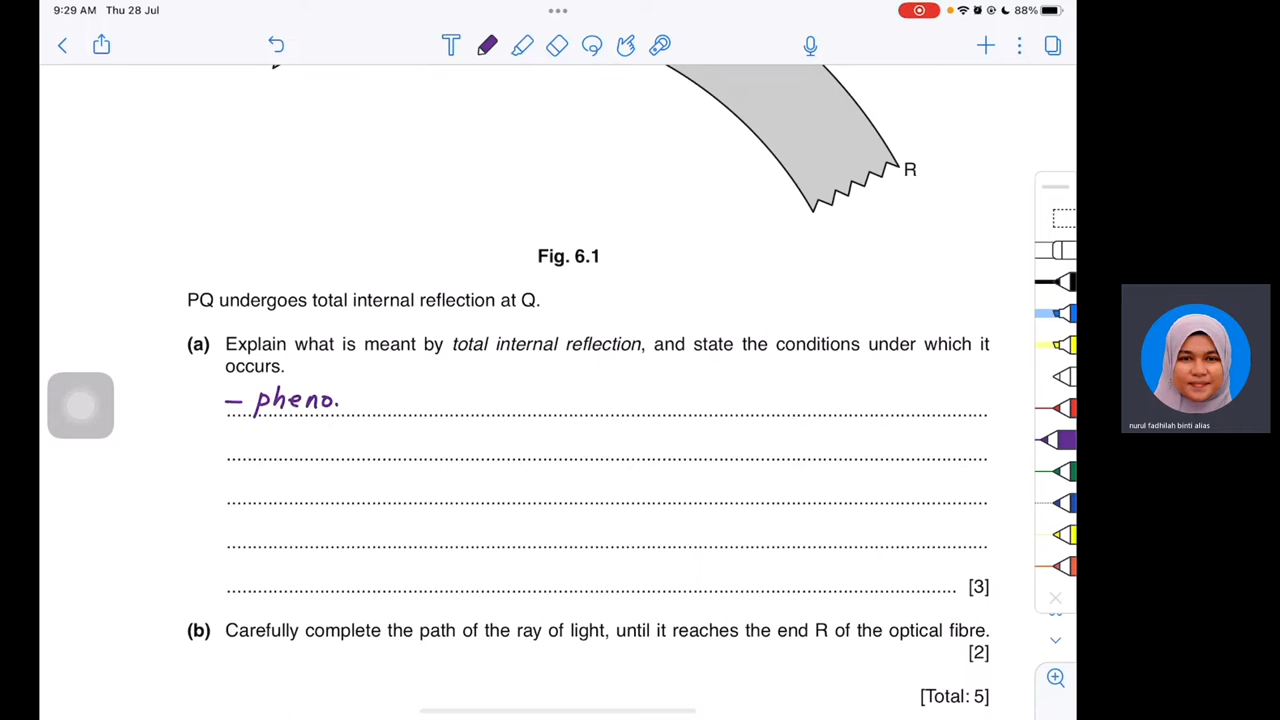 9:29 AM Thu 28 Jul
88%
T
R
Fig. 6.1
PQ undergoes total internal reflection at Q.
(a) Explain what is meant by total internal reflection, and state the conditions under which it
occurs.
– pheno.
nurul fadhilah binti alias
[3]
(b) Carefully complete the path of the ray of light, until it reaches the end R of the optical fibre.
[2]
[Total: 5]